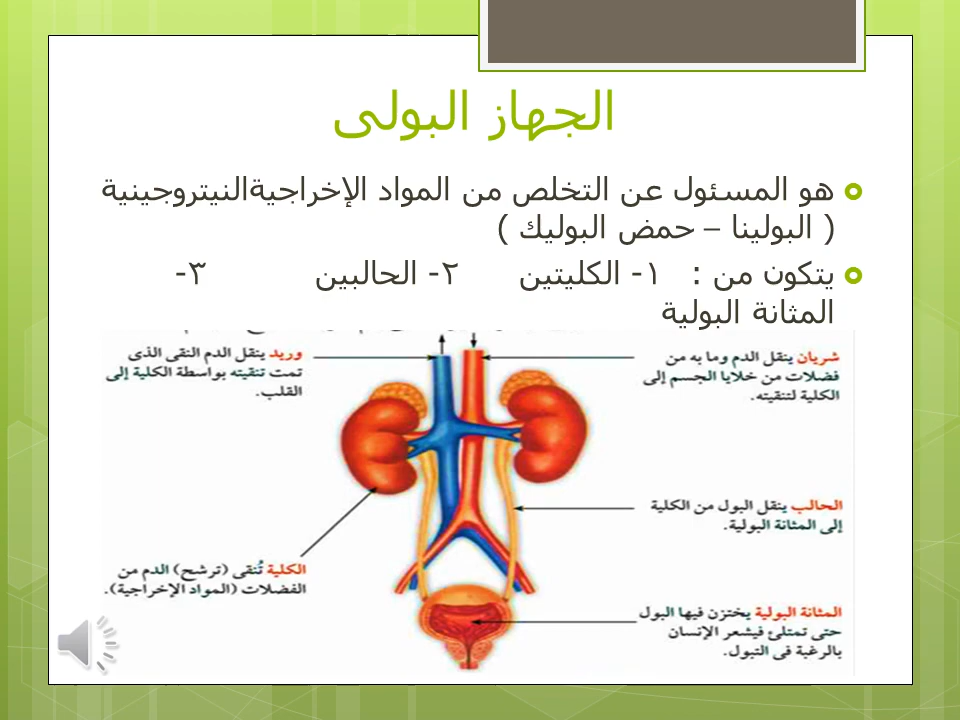 الجهاز البولى
هو المسئول عن التخلص من المواد الإخراجيةالنيتروجينية
( البولينا – حمض البوليك )
يتكون من : ١- الكليتين ٢- الحالبين ٣-
المثانة البولية
شريان ينقل الدم وما به من
فضلات من خلايا الجسم إلى
الكلية لتنقيته.
وريد ينقل الدم النقى الذى
تمت تنقيته بواسطة الكلية إلى
القلب.
الحالب ينقل البول من الكلية
إلى المثانة البولية.
الكلية تُنقى (ترشح) الدم من
الفضلات (المواد الإخراجية).
المثانة البولية يختزن فيها البول
حتى تمتلئ فيشعر الإنسان
بالرغبة فى التبول.